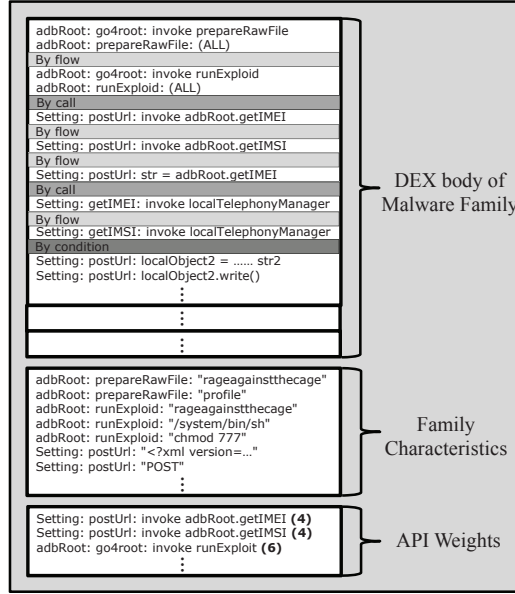 adbRoot: go4root: invoke prepareRawFile
adbRoot: prepareRawFile: (ALL)
By flow
adbRoot: go4root: invoke runExploid
adbRoot: runExploid: (ALL)
By call
Setting: postUrl: invoke adbRoot.getIMEI
By flow
Setting: postUrl: invoke adbRoot.getIMSI
By flow
Setting: postUrl: str = adbRoot.getIMEI
By call
Setting: getIMEI: invoke localTelephonyManager
By flow
Setting: getIMSI: invoke localTelephonyManager
By condition
Setting: postUrl: localObject2 = ...... str2
Setting: postUrl: localObject2.write()
DEX body of
Malware Family
adbRoot: prepareRawFile: "rageagainstthecage"
adbRoot: prepareRawFile: "profile"
adbRoot: runExploid: "rageagainstthecage"
adbRoot: runExploid: "/system/bin/sh"
adbRoot: runExploid: "chmod 777"
Setting: postUrl: "<?xml version=..."
Setting: postUrl: "POST"
Family
Characteristics
Setting: postUrl: invoke adbRoot.getIMEI (4)
Setting: postUrl: invoke adbRoot.getIMSI (4)
adbRoot: go4root: invoke runExploit (6)
API Weights